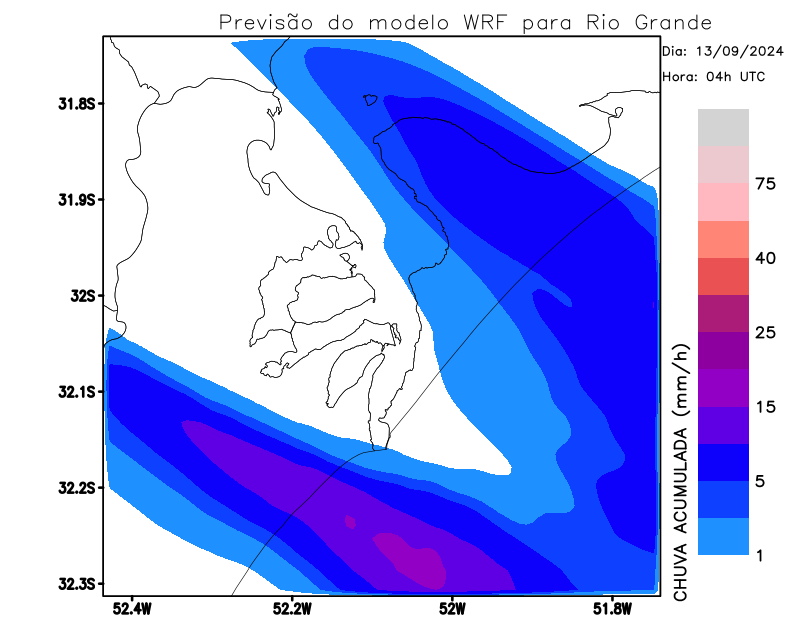 Previsão do modelo WRF para Rio Grande
Dia: 13/09/2024
Hora: 04h UTC
31.8S
31.9S
32S
32.1S
32.2S
32.3S
52.4W
52.2W
52W
51.8W
75
40
25
15
5
1
CHUVA ACUMULADA (mm/h)